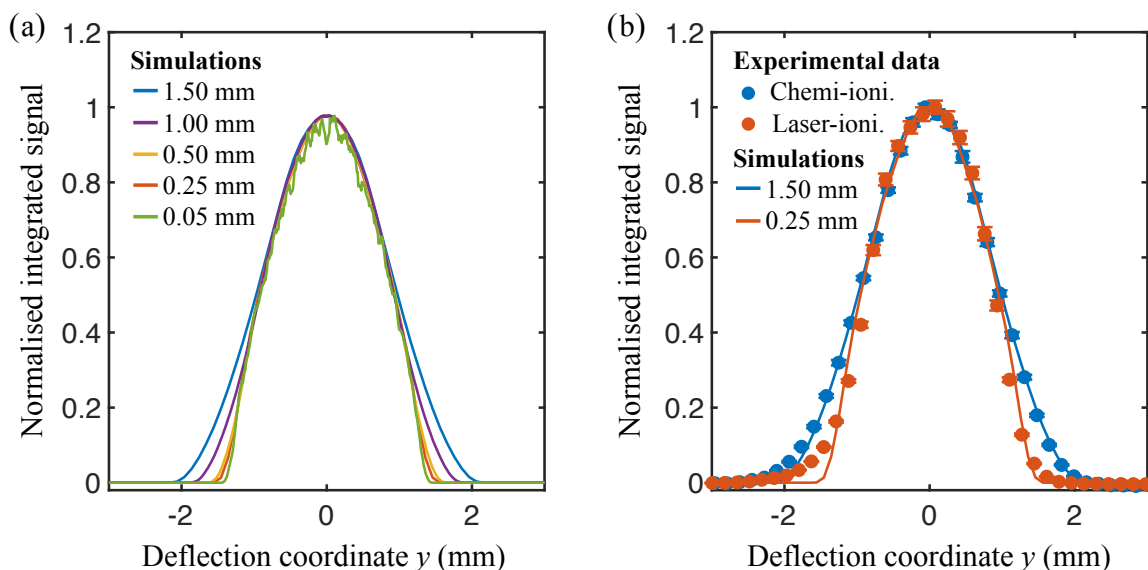 (a)
1.2
1
0.8
0.6
0.4
0.2
0
Normalised integrated signal
Simulations
1.50 mm
1.00 mm
0.50 mm
0.25 mm
0.05 mm
-2
0
2
Deflection coordinate y (mm)
(b)
1.2
1
0.8
0.6
0.4
0.2
0
Normalised integrated signal
Experimental data
Chemi-ioni.
Laser-ioni.
Simulations
1.50 mm
0.25 mm
-2
0
2
Deflection coordinate y (mm)